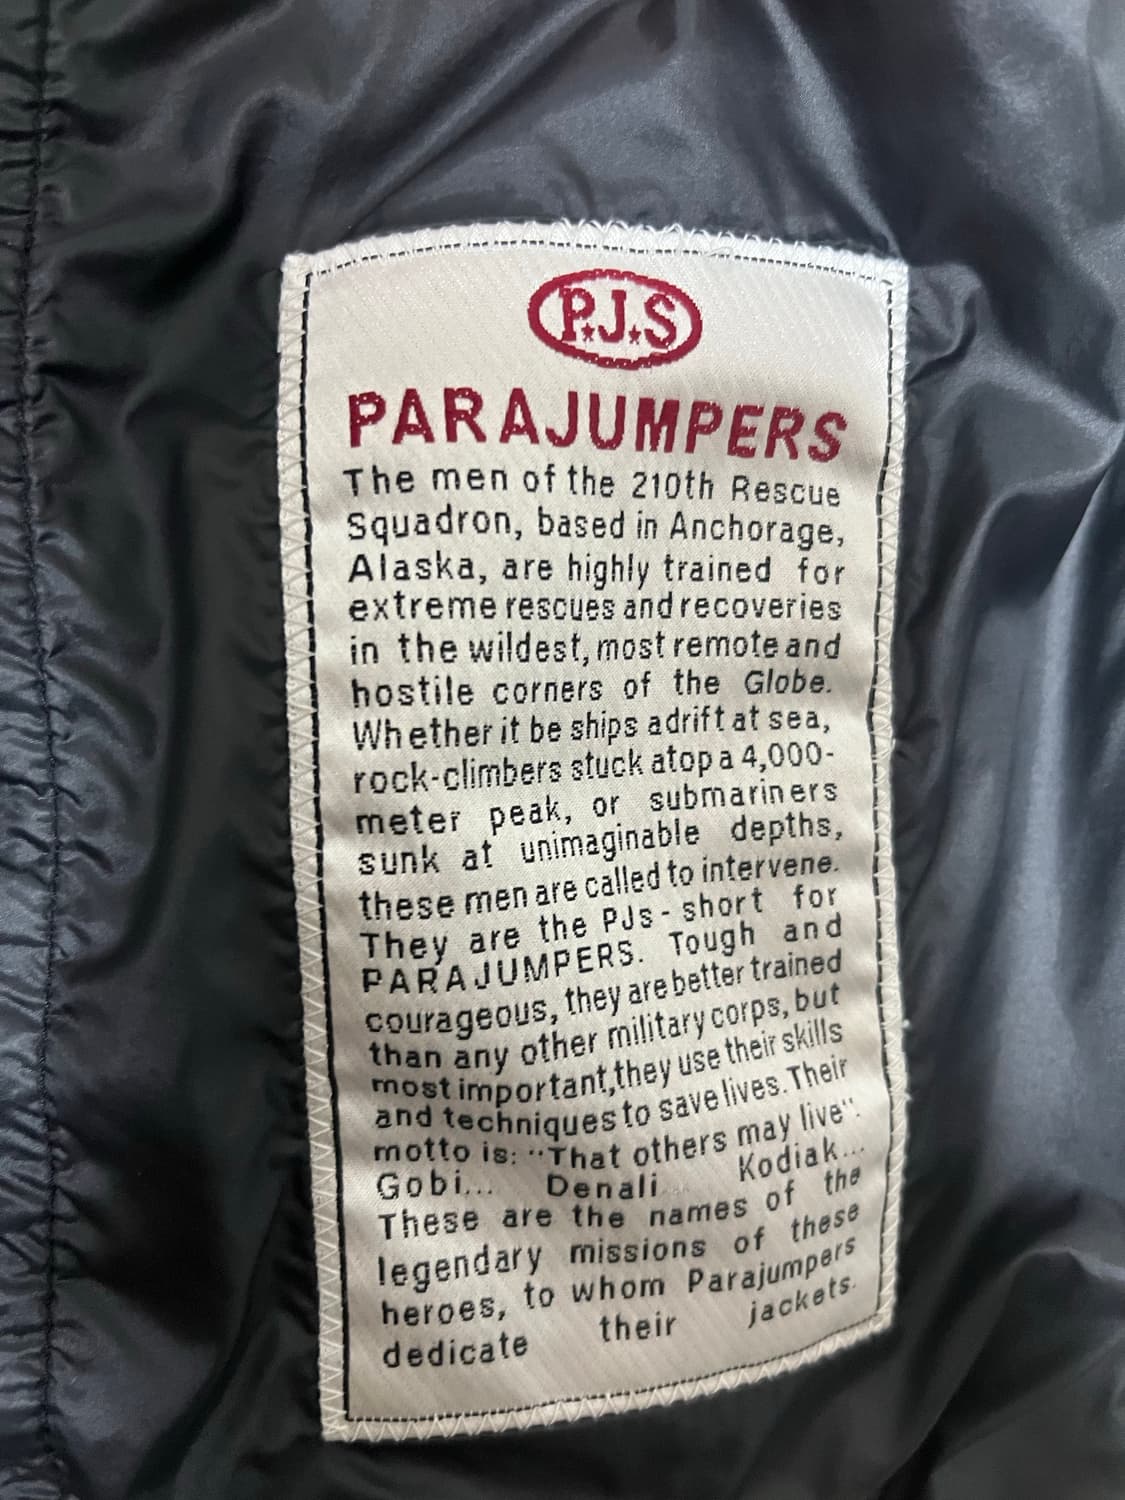 P.J.S
PARAJUMPERS
The men of the 210th Rescue
Squadron, based in Anchorage,
Alaska, are highly trained for
extreme rescues and recoveries
in the wildest, most remote and
hostile corners of the Globe.
Whether it be ships adrift at sea,
rock-climbers stuck atop a 4,000-
meter peak, or submariners
sunk at unimaginable depths,
these men are called to intervene.
They are the PJs - short for
PARAJUMPERS. Tough and
courageous, they are better trained
than any other military corps, but
most important, they use their skills
and techniques to save lives. Their
motto is: "That others may live".
Gobi... Denali... Kodiak...
These are the names of the
legendary missions of these
heroes, to whom Parajumpers
dedicate their jackets.